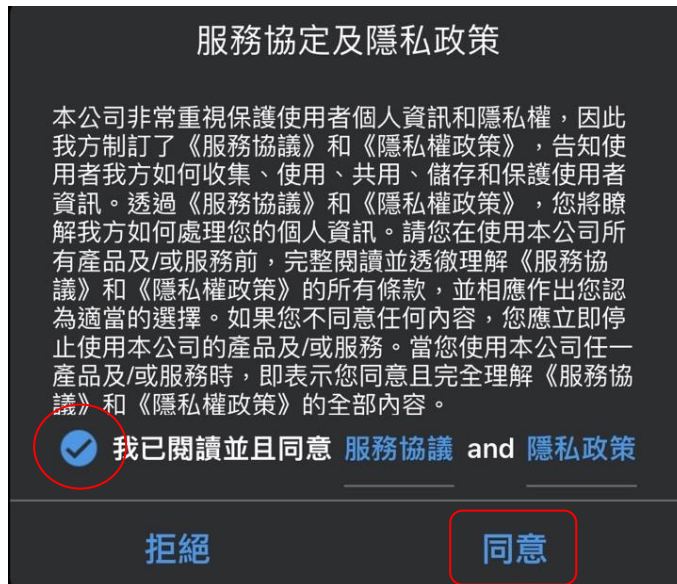 服務協定及隱私政策
本公司非常重視保護使用者個人資訊和隱私權，因此
我方制訂了《服務協議》和《隱私權政策》，告知使
用者我方如何收集、使用、共用、儲存和保護使用者
資訊。透過《服務協議》和《隱私權政策》，您將瞭
解我方如何處理您的個人資訊。請您在使用本公司所
有產品及/或服務前，完整閱讀並透徹理解《服務協
議》和《隱私權政策》的所有條款，並相應作出您認
為適當的選擇。如果您不同意任何內容，您應立即停
止使用本公司的產品及/或服務。當您使用本公司任一
產品及/或服務時，即表示您同意且完全理解《服務協
議》和《隱私權政策》的全部內容。
我已閱讀並且同意 服務協議 and 隱私政策
拒絕 同意